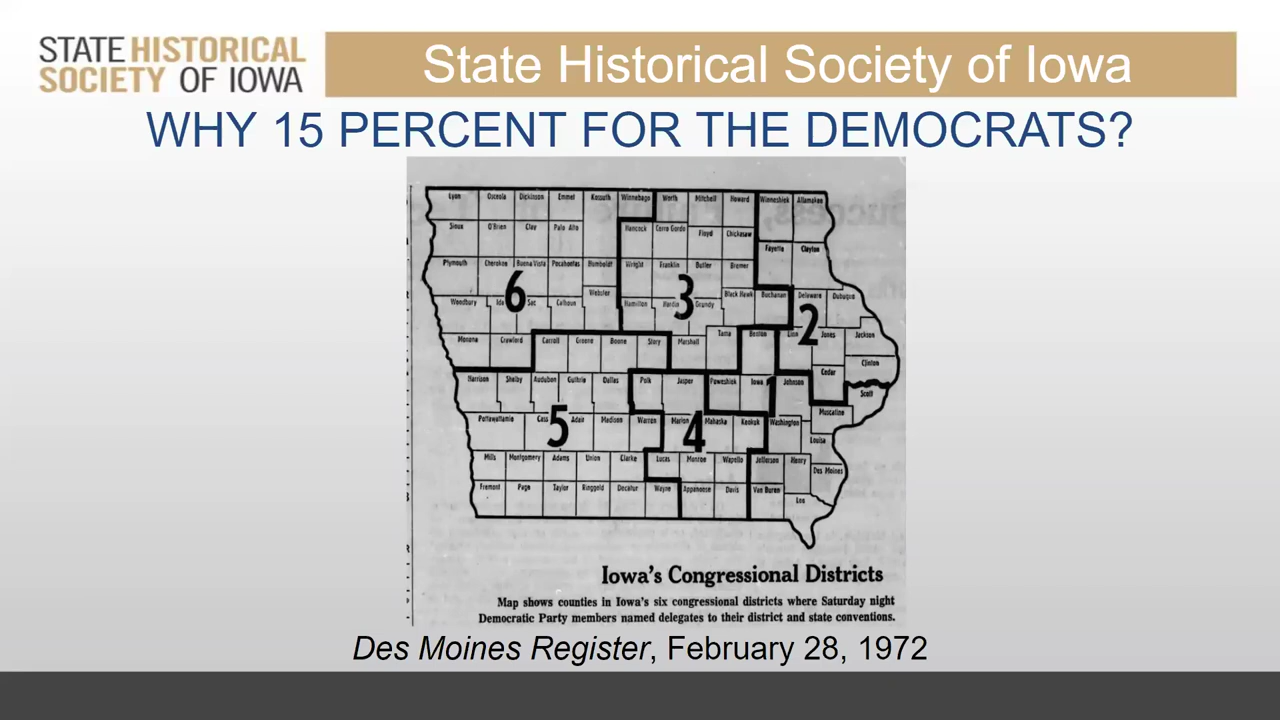 STATE HISTORICAL
SOCIETY OF IOWA
State Historical Society of Iowa
WHY 15 PERCENT FOR THE DEMOCRATS?
Lyon Osceola Dickinson Emmet Kossuth Winnebago Worth Mitchell Howard Winneshiek Allamakee
Sioux O'Brien Clay Palo Alto Hancock Cerro Gordo Floyd Chickasaw
Fayette Clayton
Plymouth Cherokee Buena Vista Pocahontas Humboldt Wright Franklin Butler Bremer
Woodbury Ida Sac Calhoun Webster Hamilton Hardin Grundy Black Hawk Buchanan Delaware Dubuque
6 3 2
Monona Crawford Carroll Greene Boone Story Marshall Tama Benton Linn Jones Jackson
Clinton
Cedar
Harrison Shelby Audubon Guthrie Dallas Polk Jasper Poweshiek Iowa 1 Johnson Scott
Muscatine
Pottawattamie Cass Adair Madison Warren Marion Mahaska Keokuk Washington
5 4
Louisa
Mills Montgomery Adams Union Clarke Lucas Monroe Wapello Jefferson Henry Des Moines
Fremont Page Taylor Ringgold Decatur Wayne Appanoose Davis Van Buren Lee
Iowa's Congressional Districts
Map shows counties in Iowa's six congressional districts where Saturday night
Democratic Party members named delegates to their district and state conventions.
Des Moines Register, February 28, 1972